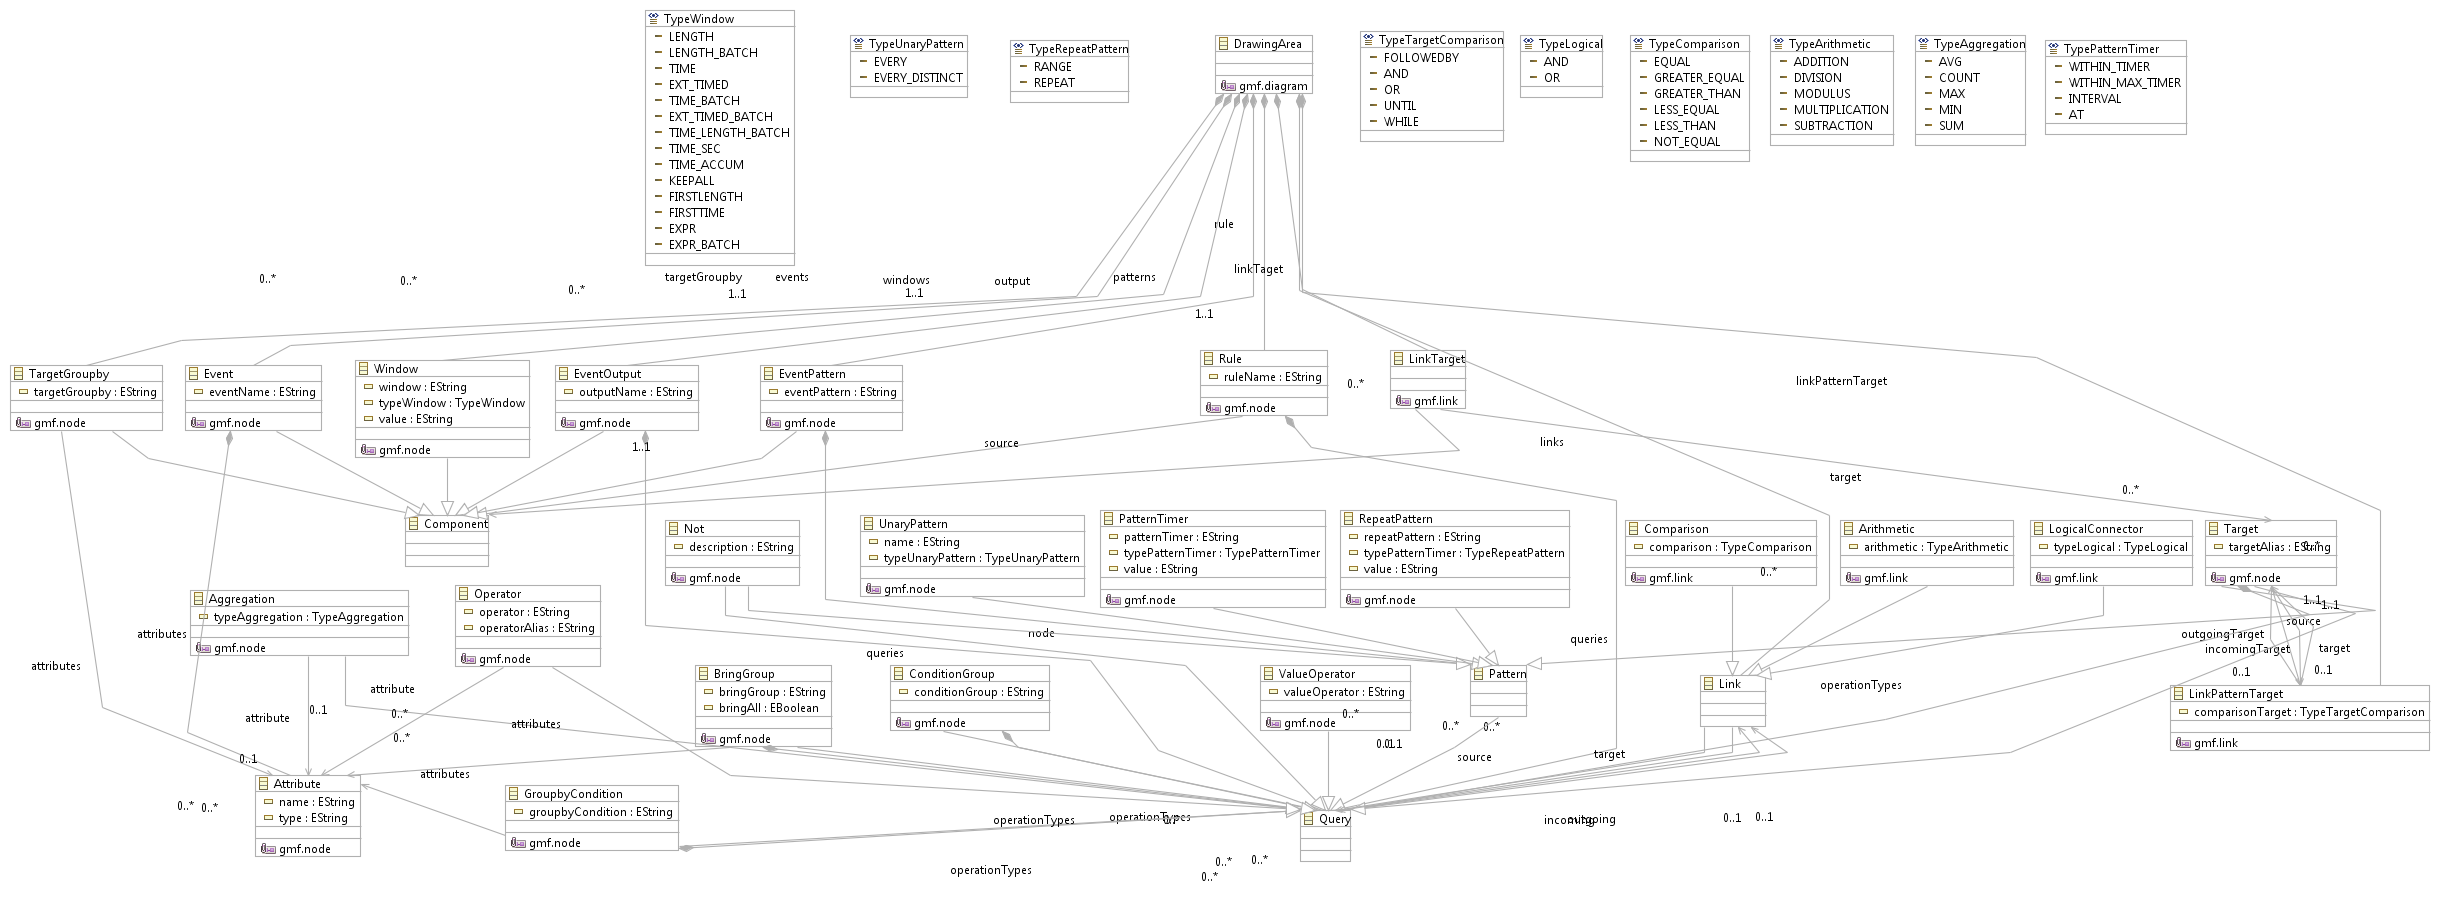 TypeWindow
LENGTH
LENGTH_BATCH
TIME
EXT_TIMED
TIME_BATCH
EXT_TIMED_BATCH
TIME_LENGTH_BATCH
TIME_SEC
TIME_ACCUM
KEEPALL
FIRSTLENGTH
FIRSTTIME
EXPR
EXPR_BATCH
TypeUnaryPattern
EVERY
EVERY_DISTINCT
TypeRepeatPattern
RANGE
REPEAT
DrawingArea
gmf.diagram
TypeTargetComparison
FOLLOWEDBY
AND
OR
UNTIL
WHILE
TypeLogical
AND
OR
TypeComparison
EQUAL
GREATER_EQUAL
GREATER_THAN
LESS_EQUAL
LESS_THAN
NOT_EQUAL
TypeArithmetic
ADDITION
DIVISION
MODULUS
MULTIPLICATION
SUBTRACTION
TypeAggregation
AVG
COUNT
MAX
MIN
SUM
TypePatternTimer
WITHIN_TIMER
WITHIN_MAX_TIMER
INTERVAL
AT
rule
linkTaget
0..*
0..*
0..*
targetGroupby
1..1
events
windows
1..1
output
patterns
1..1
TargetGroupby
targetGroupby : EString
gmf.node
Event
eventName : EString
gmf.node
Window
window : EString
typeWindow : TypeWindow
value : EString
gmf.node
EventOutput
outputName : EString
gmf.node
EventPattern
eventPattern : EString
gmf.node
Rule
ruleName : EString
gmf.node
0..*
LinkTarget
gmf.link
linkPatternTarget
1..1
source
links
target
0..*
Component
Not
description : EString
gmf.node
UnaryPattern
name : EString
typeUnaryPattern : TypeUnaryPattern
gmf.node
PatternTimer
patternTimer : EString
typePatternTimer : TypePatternTimer
value : EString
gmf.node
RepeatPattern
repeatPattern : EString
typePatternTimer : TypeRepeatPattern
value : EString
gmf.node
Comparison
comparison : TypeComparison
gmf.link
0..*
Arithmetic
arithmetic : TypeArithmetic
gmf.link
LogicalConnector
typeLogical : TypeLogical
gmf.link
Target
targetAlias : EString
0..*
gmf.node
1..1
1..1
source
outgoingTarget
incomingTarget
target
0..1
0..1
Aggregation
typeAggregation : TypeAggregation
gmf.node
Operator
operator : EString
operatorAlias : EString
gmf.node
attributes
attributes
node
queries
queries
attribute
attribute
0..1
0..*
0..*
attributes
0..1
attributes
BringGroup
bringGroup : EString
bringAll : EBoolean
gmf.node
ConditionGroup
conditionGroup : EString
gmf.node
ValueOperator
valueOperator : EString
gmf.node
0..*
Pattern
0..*
0..*
source
target
Link
operationTypes
LinkPatternTarget
comparisonTarget : TypeTargetComparison
gmf.link
Attribute
name : EString
type : EString
gmf.node
0..*
0..*
GroupbyCondition
groupbyCondition : EString
gmf.node
operationTypes
operationTypes
operationTypes
Query
incoming
outgoing
0..1
0..1
0..*
0..*
0..*